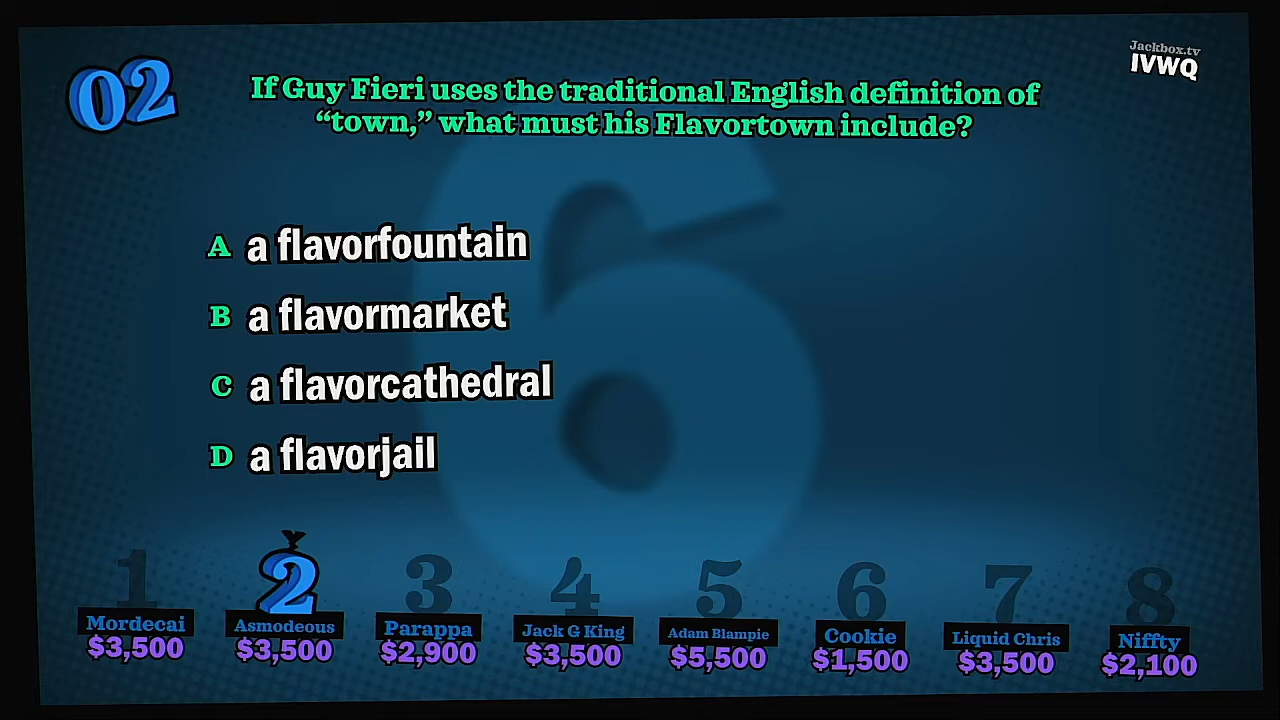 02
If Guy Fieri uses the traditional English definition of
“town,” what must his Flavortown include?
Jackbox.tv
IVWQ
A a flavorfountain
B a flavormarket
C a flavorcathedral
D a flavorjail
6
1 2 3 4 5 6 7 8
Mordecai Asmodeous Parappa Jack G King Adam Blampie Cookie Liquid Chris Niffty
$3,500 $3,500 $2,900 $3,500 $5,500 $1,500 $3,500 $2,100